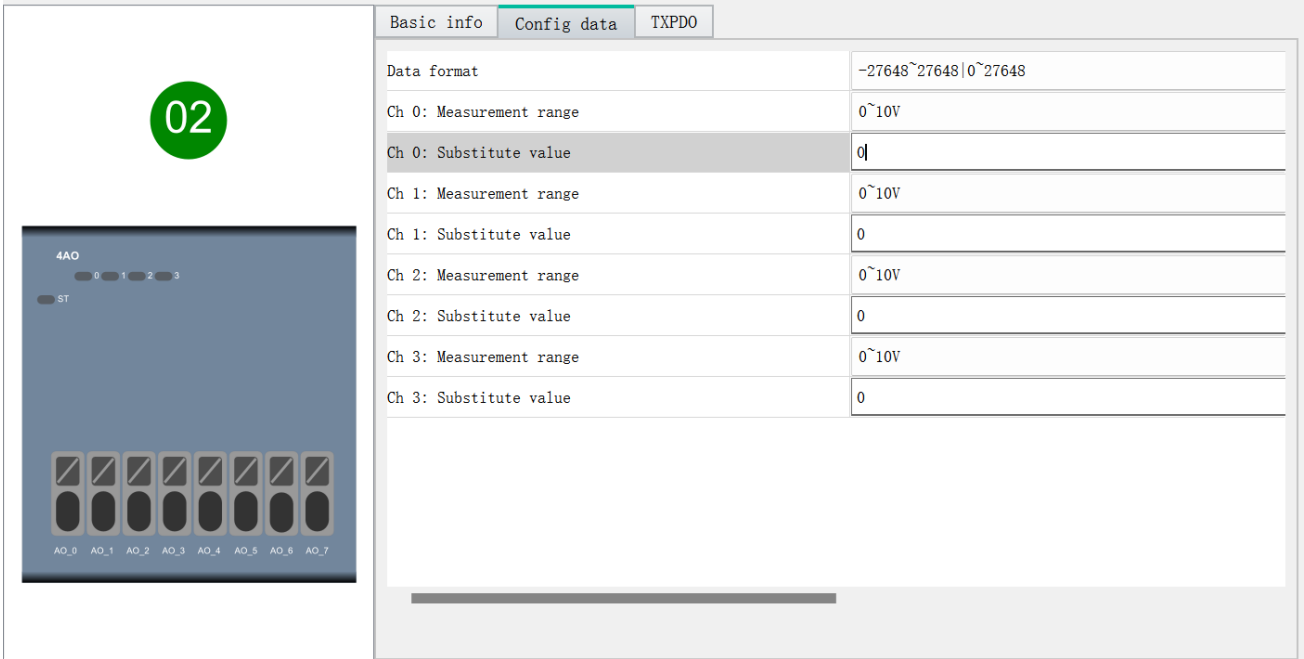 Basic info
Config data
TXPDO
02
Data format
-27648~27648|0~27648
Ch 0: Measurement range
0~10V
Ch 0: Substitute value
0
Ch 1: Measurement range
0~10V
Ch 1: Substitute value
0
Ch 2: Measurement range
0~10V
Ch 2: Substitute value
0
Ch 3: Measurement range
0~10V
Ch 3: Substitute value
0
4AO
0 1 2 3
ST
AO_0 AO_1 AO_2 AO_3 AO_4 AO_5 AO_6 AO_7